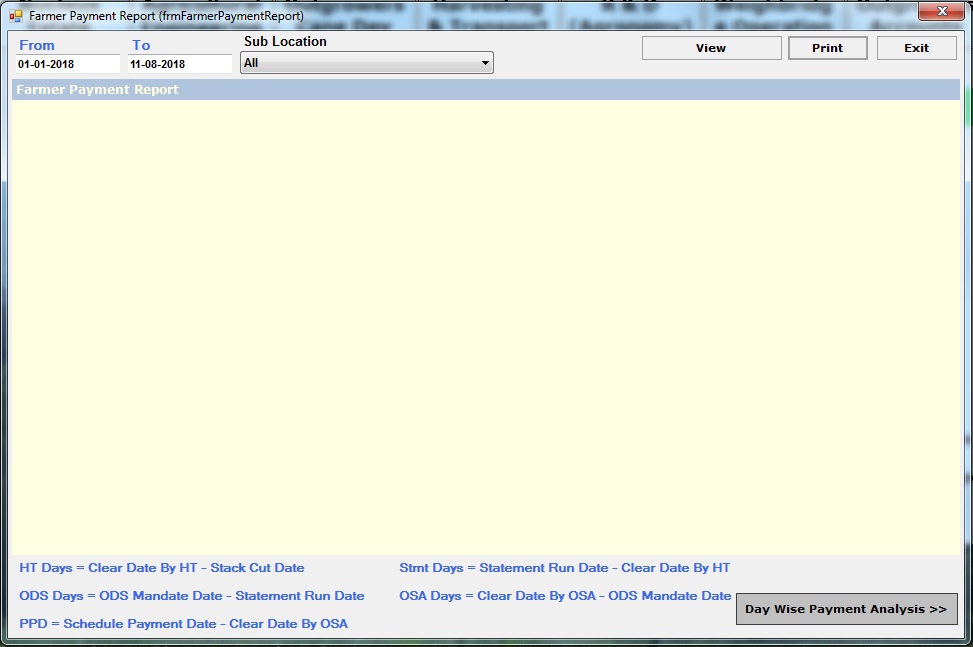 Farmer Payment Report (frmFarmerPaymentReport)
From To Sub Location
01-01-2018 11-08-2018 All View Print Exit
Farmer Payment Report
HT Days = Clear Date By HT - Stack Cut Date Stmt Days = Statement Run Date - Clear Date By HT
ODS Days = ODS Mandate Date - Statement Run Date OSA Days = Clear Date By OSA - ODS Mandate Date
Day Wise Payment Analysis >>
PPD = Schedule Payment Date - Clear Date By OSA